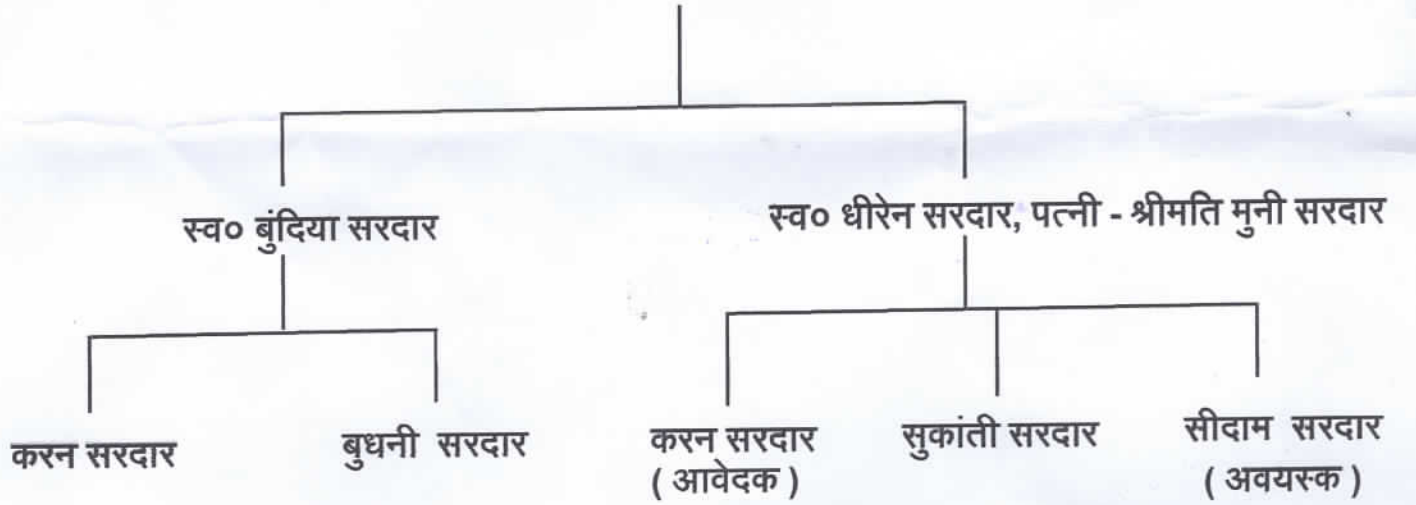 स्व० बुंदिया सरदार
स्व० धीरेन सरदार, पत्नी - श्रीमति मुनी सरदार
करन सरदार
बुधनी सरदार
करन सरदार
( आवेदक )
सुकांती सरदार
सीदाम सरदार
( अवयस्क )